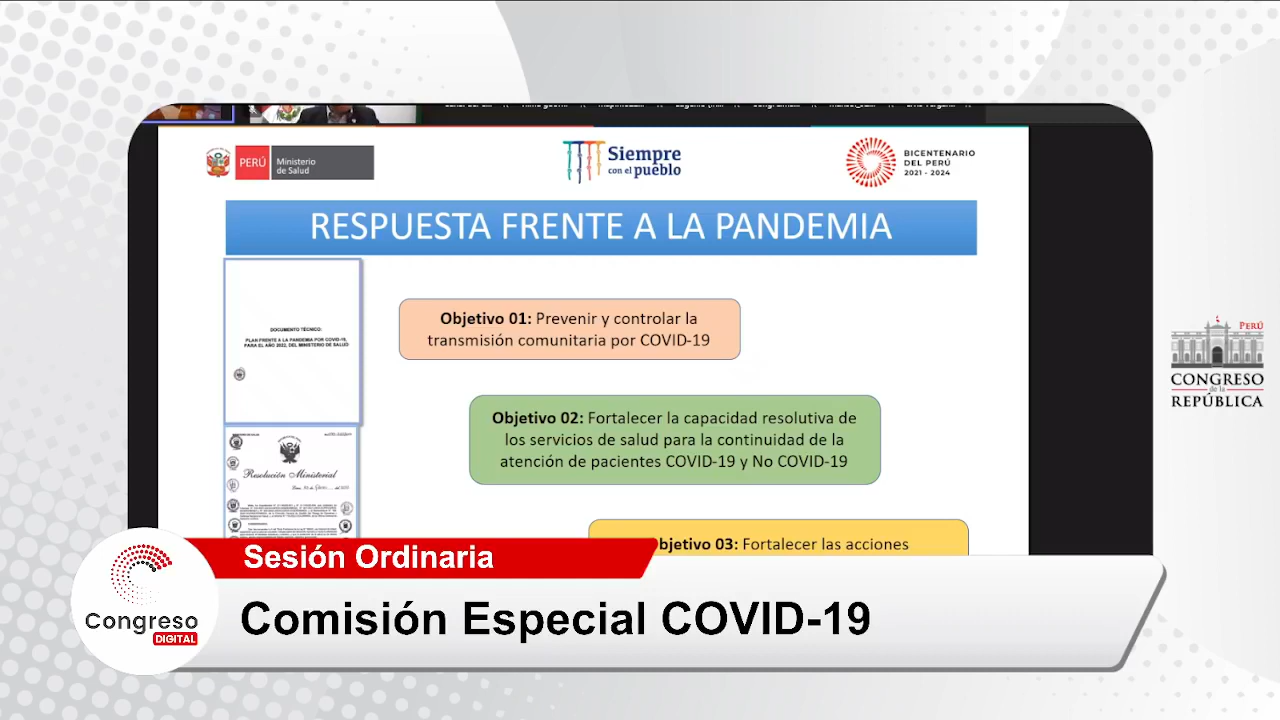 PERÚ
Ministerio
de Salud
Siempre
con el pueblo
BICENTENARIO
DEL PERÚ
2021 - 2024
RESPUESTA FRENTE A LA PANDEMIA
DOCUMENTO TÉCNICO:
PLAN FRENTE A LA PANDEMIA POR COVID-19,
PARA EL AÑO 2022, DEL MINISTERIO DE SALUD
Objetivo 01: Prevenir y controlar la
transmisión comunitaria por COVID-19
Objetivo 02: Fortalecer la capacidad resolutiva de
los servicios de salud para la continuidad de la
atención de pacientes COVID-19 y No COVID-19
Resolución Ministerial
bjetivo 03: Fortalecer las acciones
PERÚ
CONGRESO
de la
REPÚBLICA
Sesión Ordinaria
Comisión Especial COVID-19
Congreso
DIGITAL